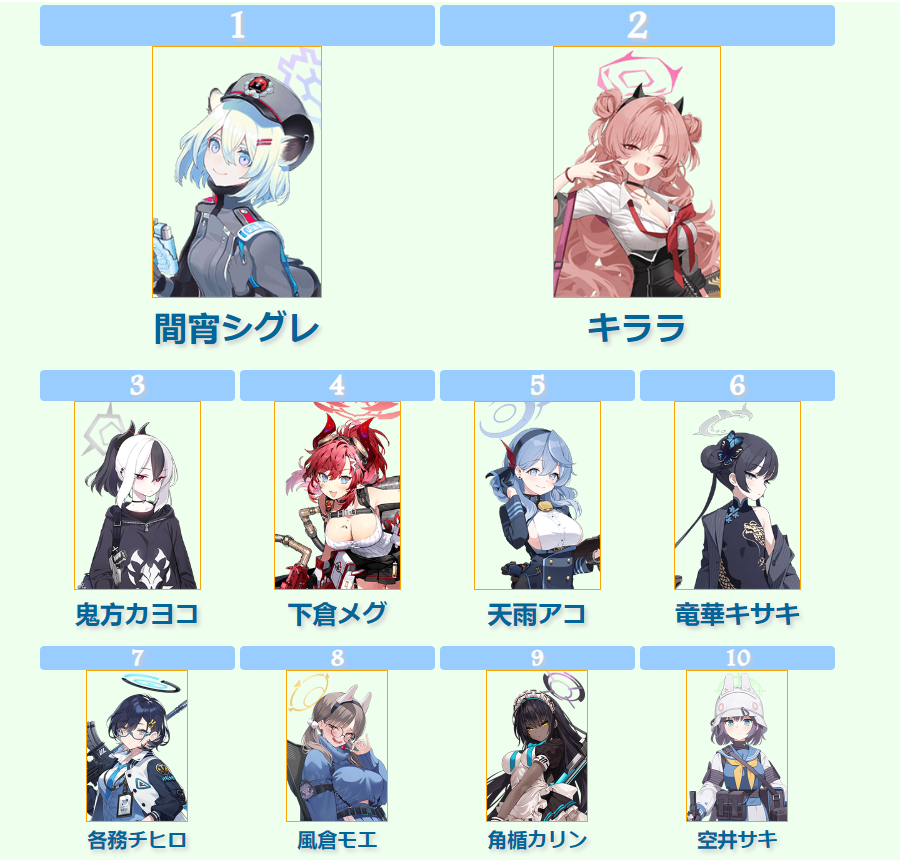 1
2
間宵シグレ
キララ
3
4
5
6
鬼方カヨコ
下倉メグ
天雨アコ
竜華キサキ
7
8
9
10
各務チヒロ
風倉モエ
角楯カリン
空井サキ